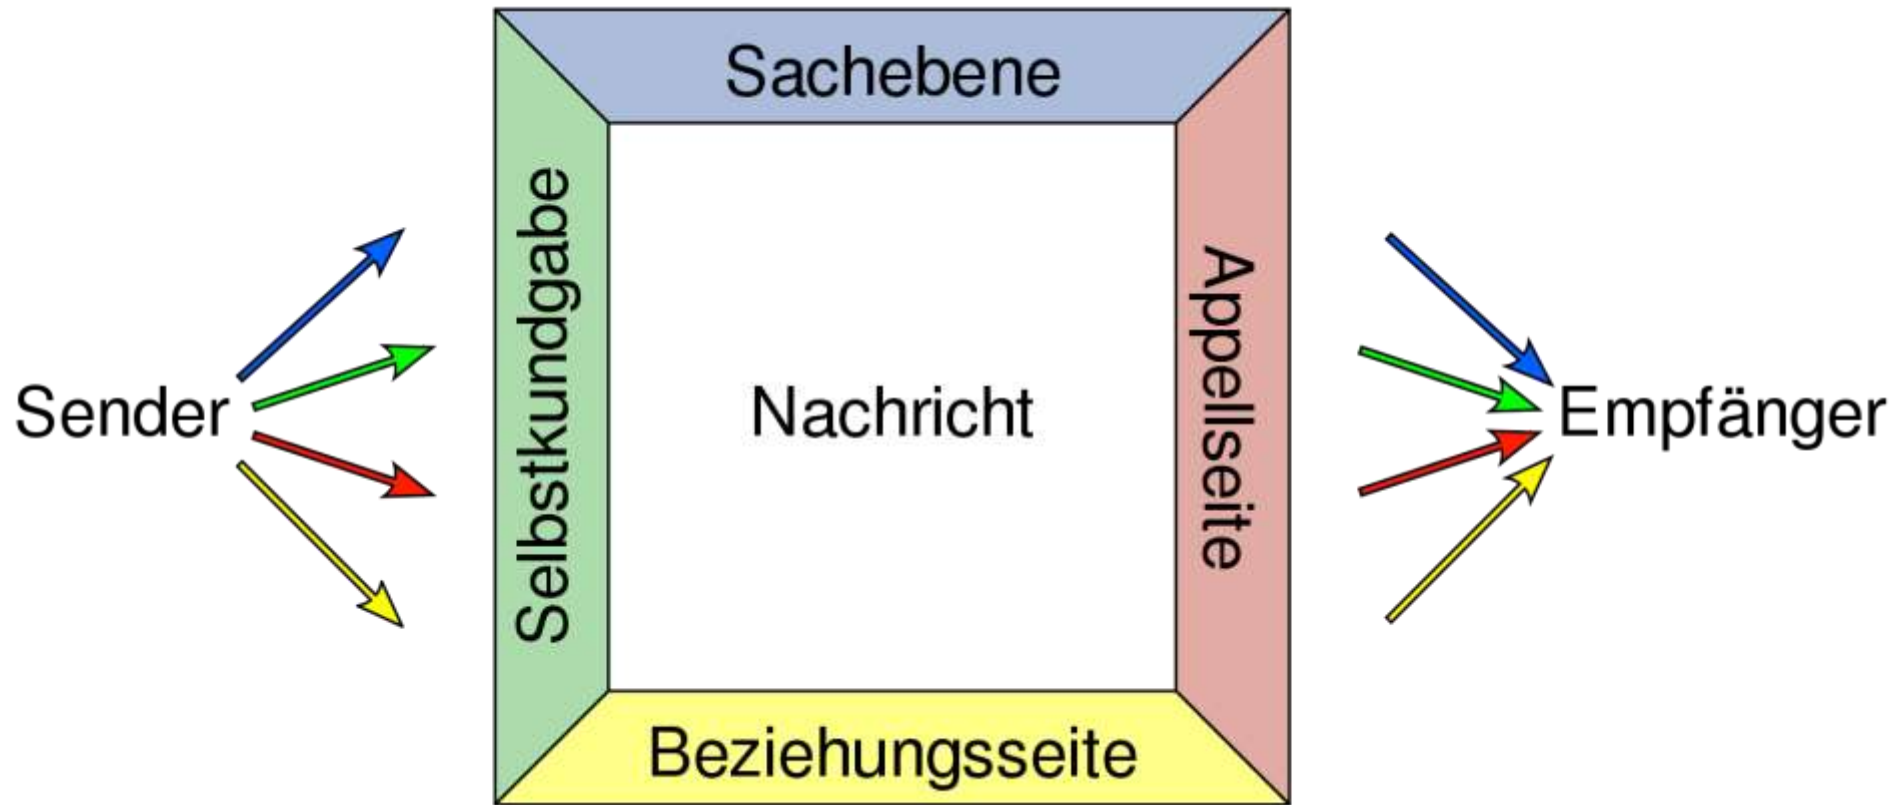 Sachebene
Selbstkundgabe
Sender
Nachricht
Appellseite
Empfänger
Beziehungsseite